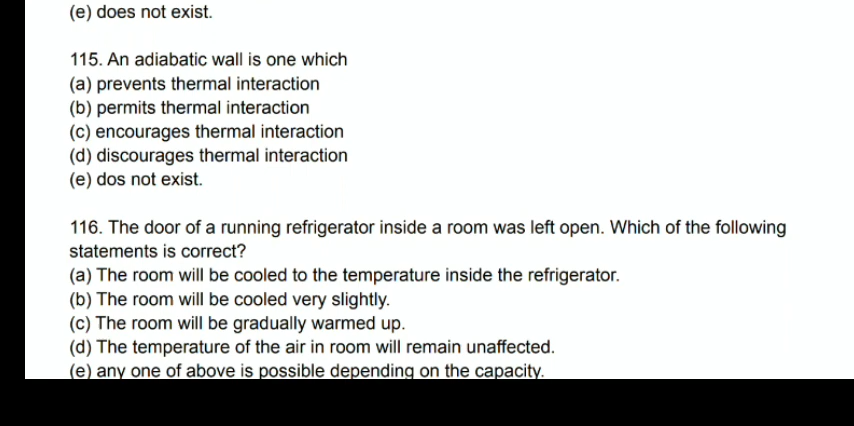 (e) does not exist.
115. An adiabatic wall is one which
(a) prevents thermal interaction
(b) permits thermal interaction
(c) encourages thermal interaction
(d) discourages thermal interaction
(e) dos not exist.
116. The door of a running refrigerator inside a room was left open. Which of the following
statements is correct?
(a) The room will be cooled to the temperature inside the refrigerator.
(b) The room will be cooled very slightly.
(c) The room will be gradually warmed up.
(d) The temperature of the air in room will remain unaffected.
(e) any one of above is possible depending on the capacity.